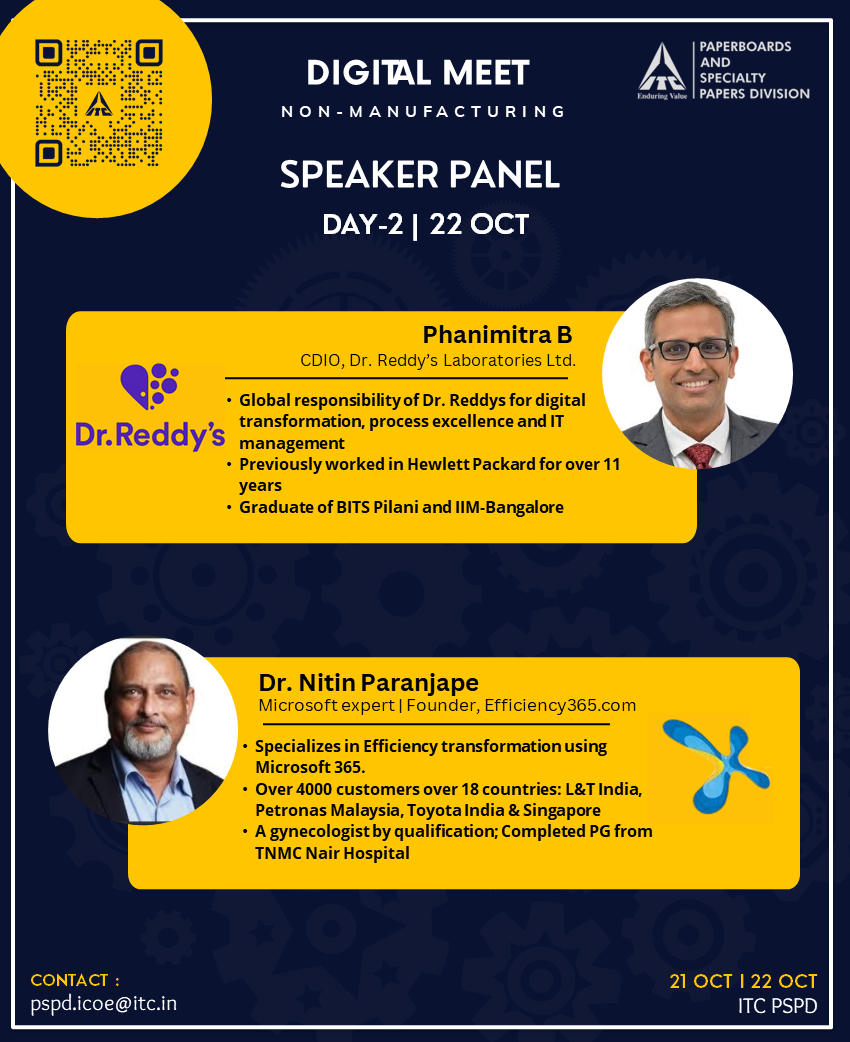 DIGITAL MEET
NON-MANUFACTURING
ITC
Enduring Value
PAPERBOARDS
AND
SPECIALTY
PAPERS DIVISION
SPEAKER PANEL
DAY-2 | 22 OCT
Phanimitra B
CDIO, Dr. Reddy's Laboratories Ltd.
Dr.Reddy's
• Global responsibility of Dr. Reddys for digital
transformation, process excellence and IT
management
• Previously worked in Hewlett Packard for over 11
years
• Graduate of BITS Pilani and IIM-Bangalore
Dr. Nitin Paranjape
Microsoft expert | Founder, Efficiency365.com
• Specializes in Efficiency transformation using
Microsoft 365.
• Over 4000 customers over 18 countries: L&T India,
Petronas Malaysia, Toyota India & Singapore
• A gynecologist by qualification; Completed PG from
TNMC Nair Hospital
CONTACT :
pspd.icoe@itc.in
21 OCT | 22 OCT
ITC PSPD